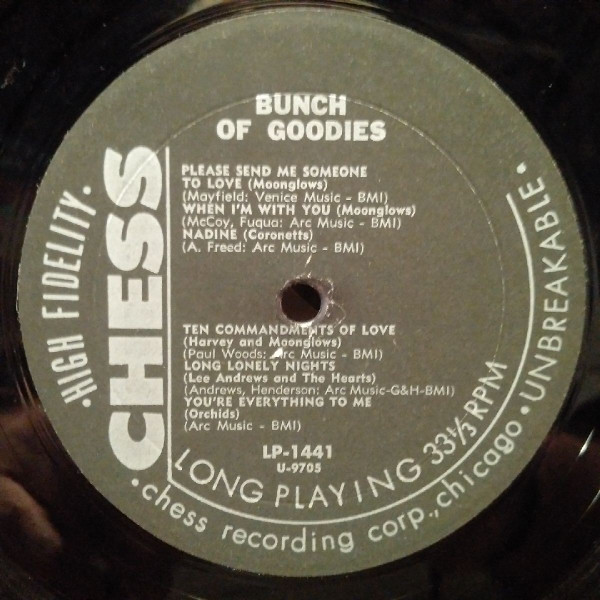 BUNCH
OF GOODIES
PLEASE SEND ME SOMEONE
TO LOVE (Moonglows)
(Mayfield: Venice Music - BMI)
WHEN I'M WITH YOU (Moonglows)
(McCoy, Fuqua: Arc Music - BMI)
NADINE (Coronetts)
(A. Freed: Arc Music - BMI)
TEN COMMANDMENTS OF LOVE
(Harvey and Moonglows)
(Paul Woods: Arc Music - BMI)
LONG LONELY NIGHTS
(Lee Andrews and The Hearts)
(Andrews, Henderson: Arc Music-G&H-BMI)
YOU'RE EVERYTHING TO ME
(Orchids)
(Arc Music - BMI)
LP-1441
U-9705
LONG PLAYING 33⅓ RPM
•HIGH FIDELITY•
CHESS
•chess recording corp., chicago•UNBREAKABLE•